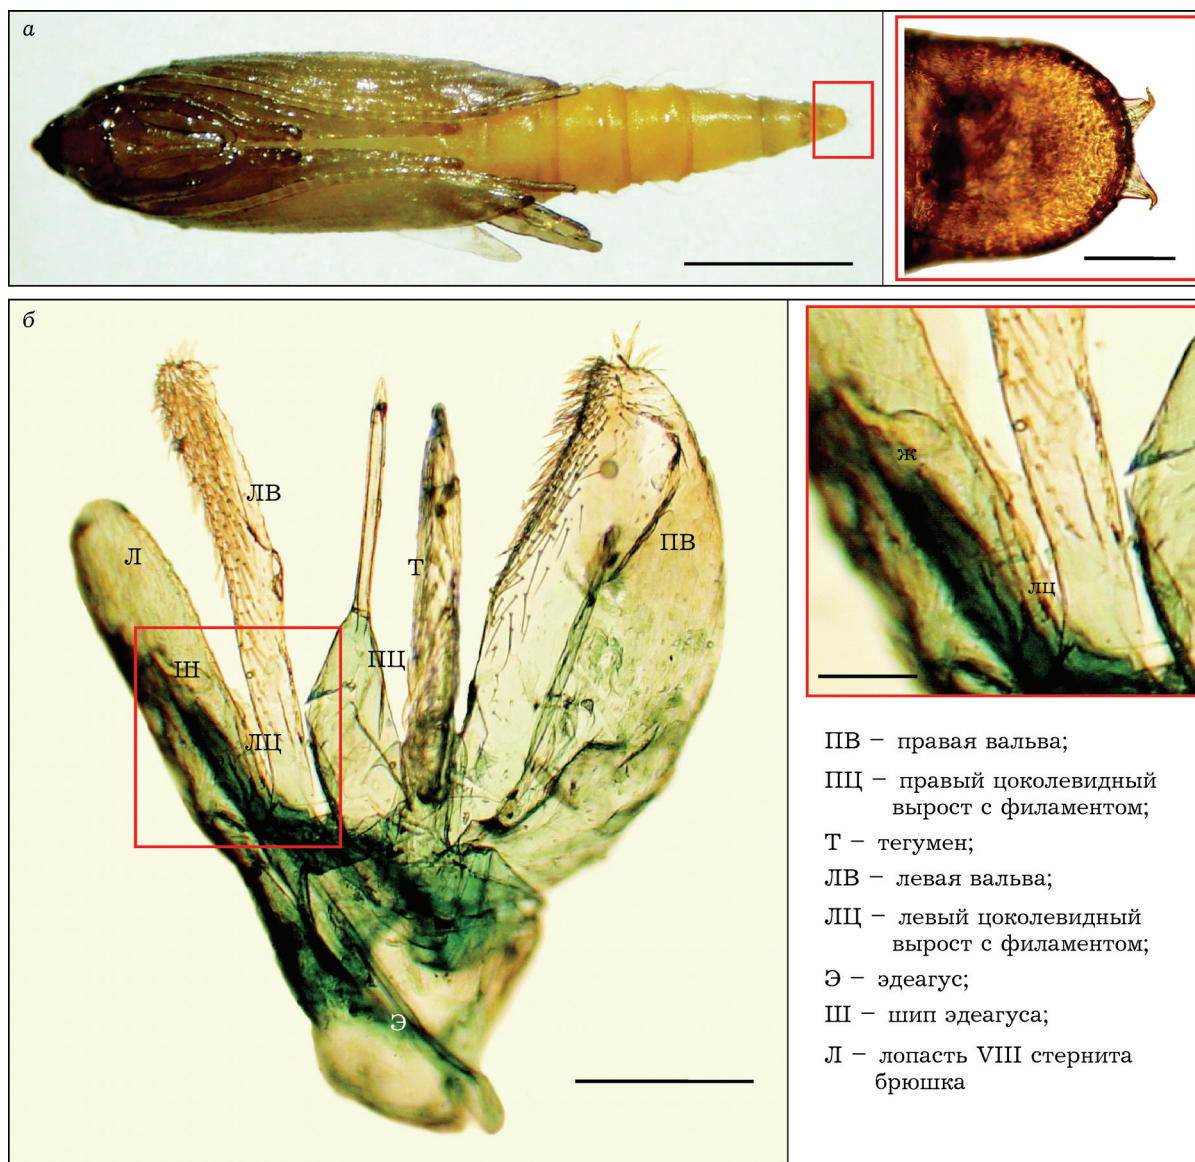 а
б
ЛВ
Л
Т
ПВ
Ш
ПЦ
ЛЦ
Э
ж
лц
ПВ – правая вальва;
ПЦ – правый цоколевидный
вырост с филаментом;
Т – тегумен;
ЛВ – левая вальва;
ЛЦ – левый цоколевидный
вырост с филаментом;
Э – эдеагус;
Ш – шип эдеагуса;
Л – лопасть VIII стернита
брюшка